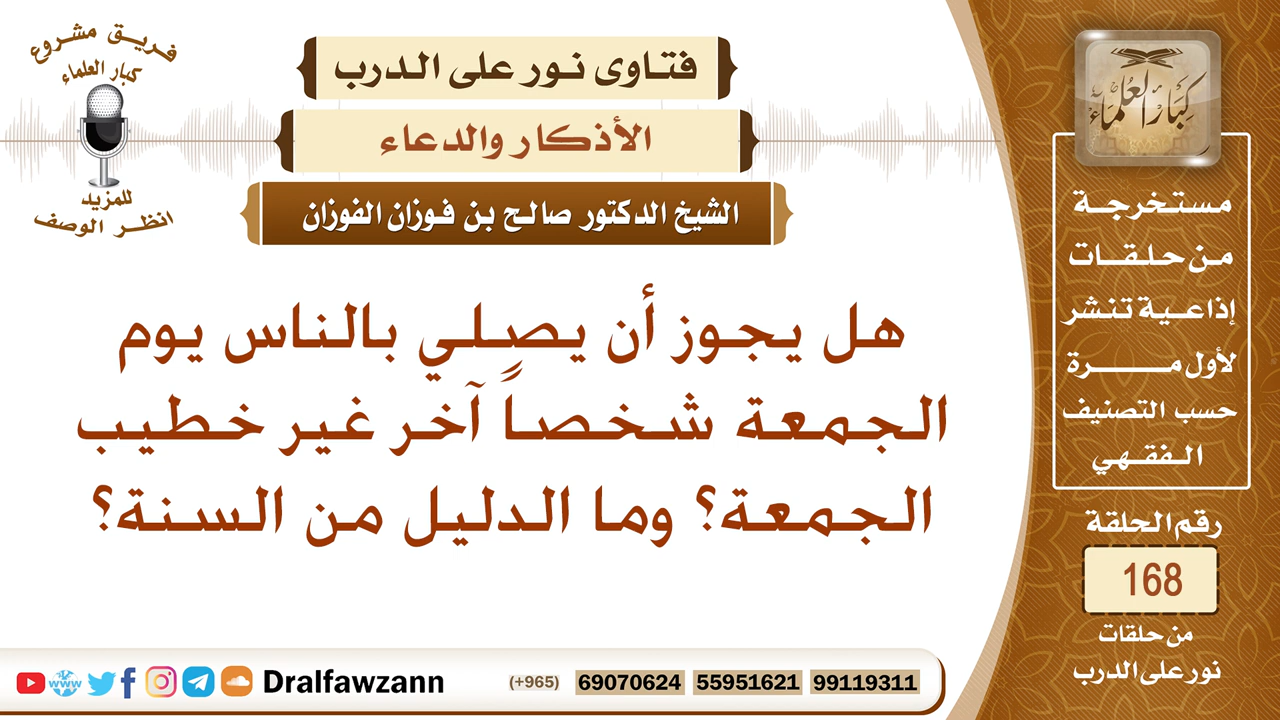 فريق مشروع
كبار العلماء
للمزيد
انظر الوصف
فتاوى نور على الدرب
الأذكار والدعاء
الشيخ الدكتور صالح بن فوزان الفوزان
هل يجوز أن يصلي بالناس يوم
الجمعة شخصاً آخر غير خطيب
الجمعة؟ وما الدليل من السنة؟
كبار العلماء
مستخرجة
من حلقات
إذاعية تنشر
لأول مرة
حسب التصنيف
الفقهي
رقم الحلقة
168
من حلقات
نور على الدرب
www
Dralfawzann (+965) 69070624 55951621 99119311